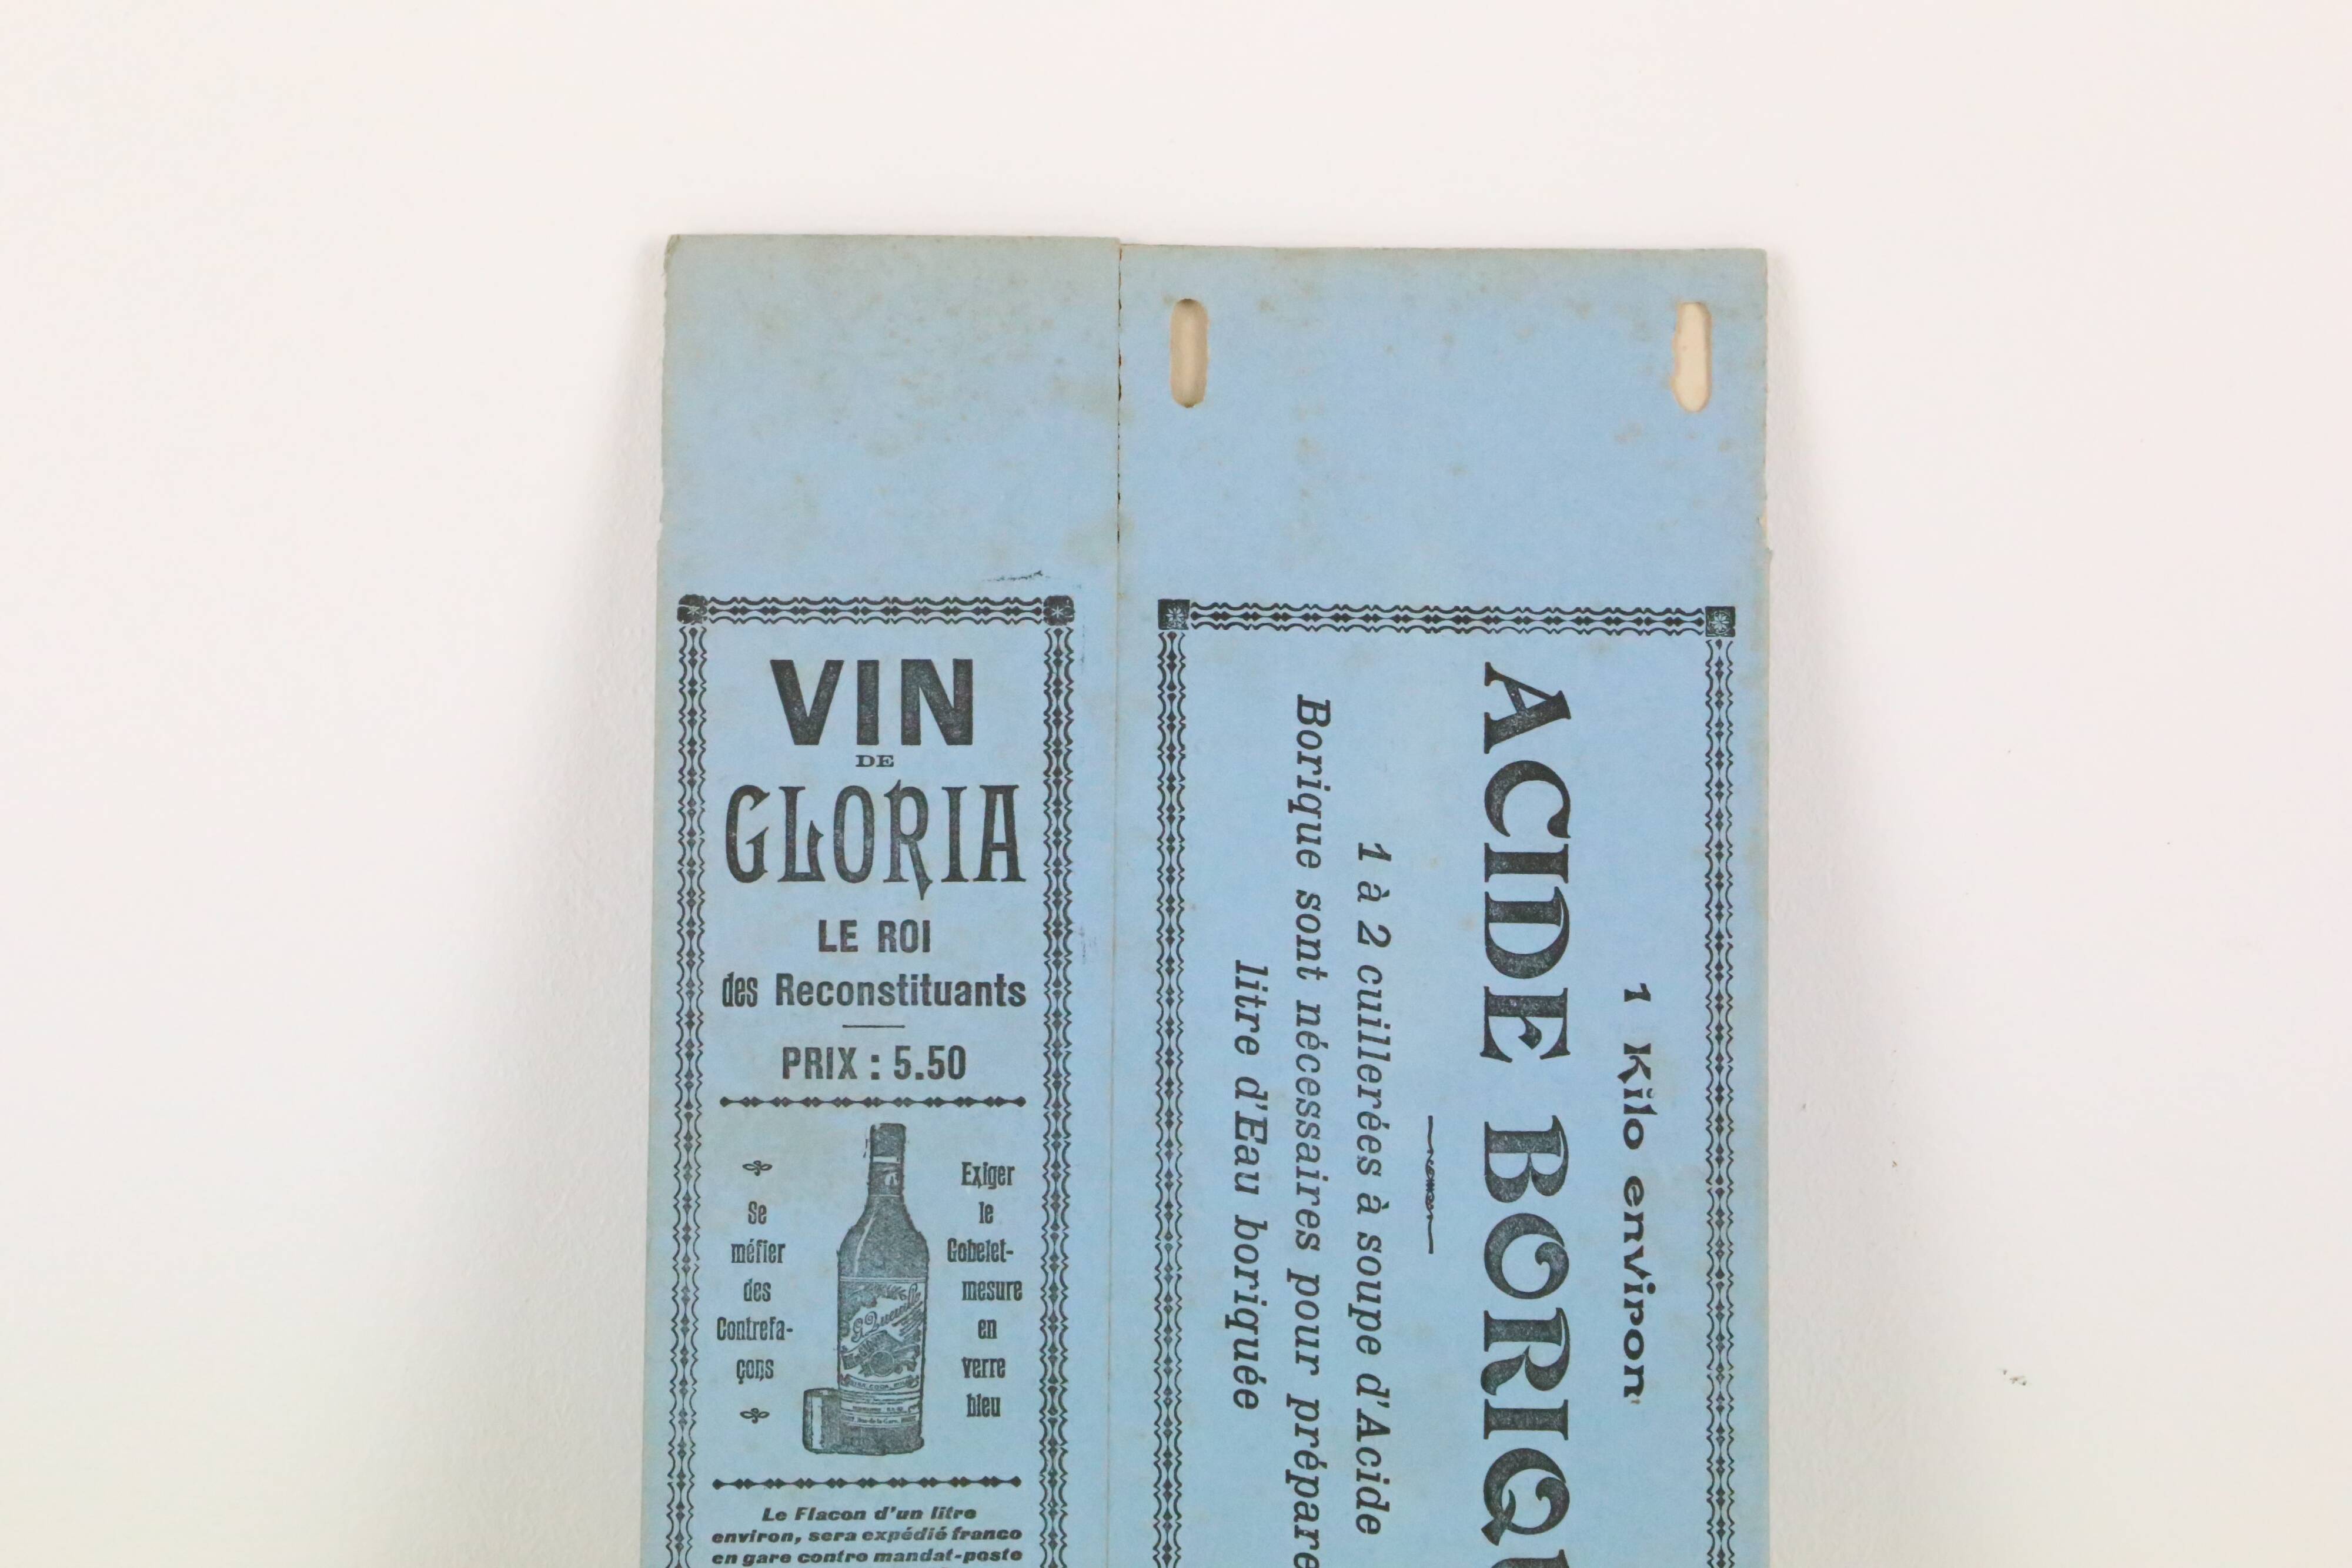 VIN
DE
GLORIA
LE ROI
des Reconstituants
PRIX : 5.50
Se
méfier
des
Contrefa-
çons
Exiger
le
Gobelet-
mesure
en
verre
bleu
Le Flacon d'un litre
environ, sera expédié franco
en gare contre mandat-poste
1 Kilo environ
ACIDE BORIQU
1 à 2 cuillerées à soupe d'Acide
Borique sont nécessaires pour prépare
litre d'Eau boriquée